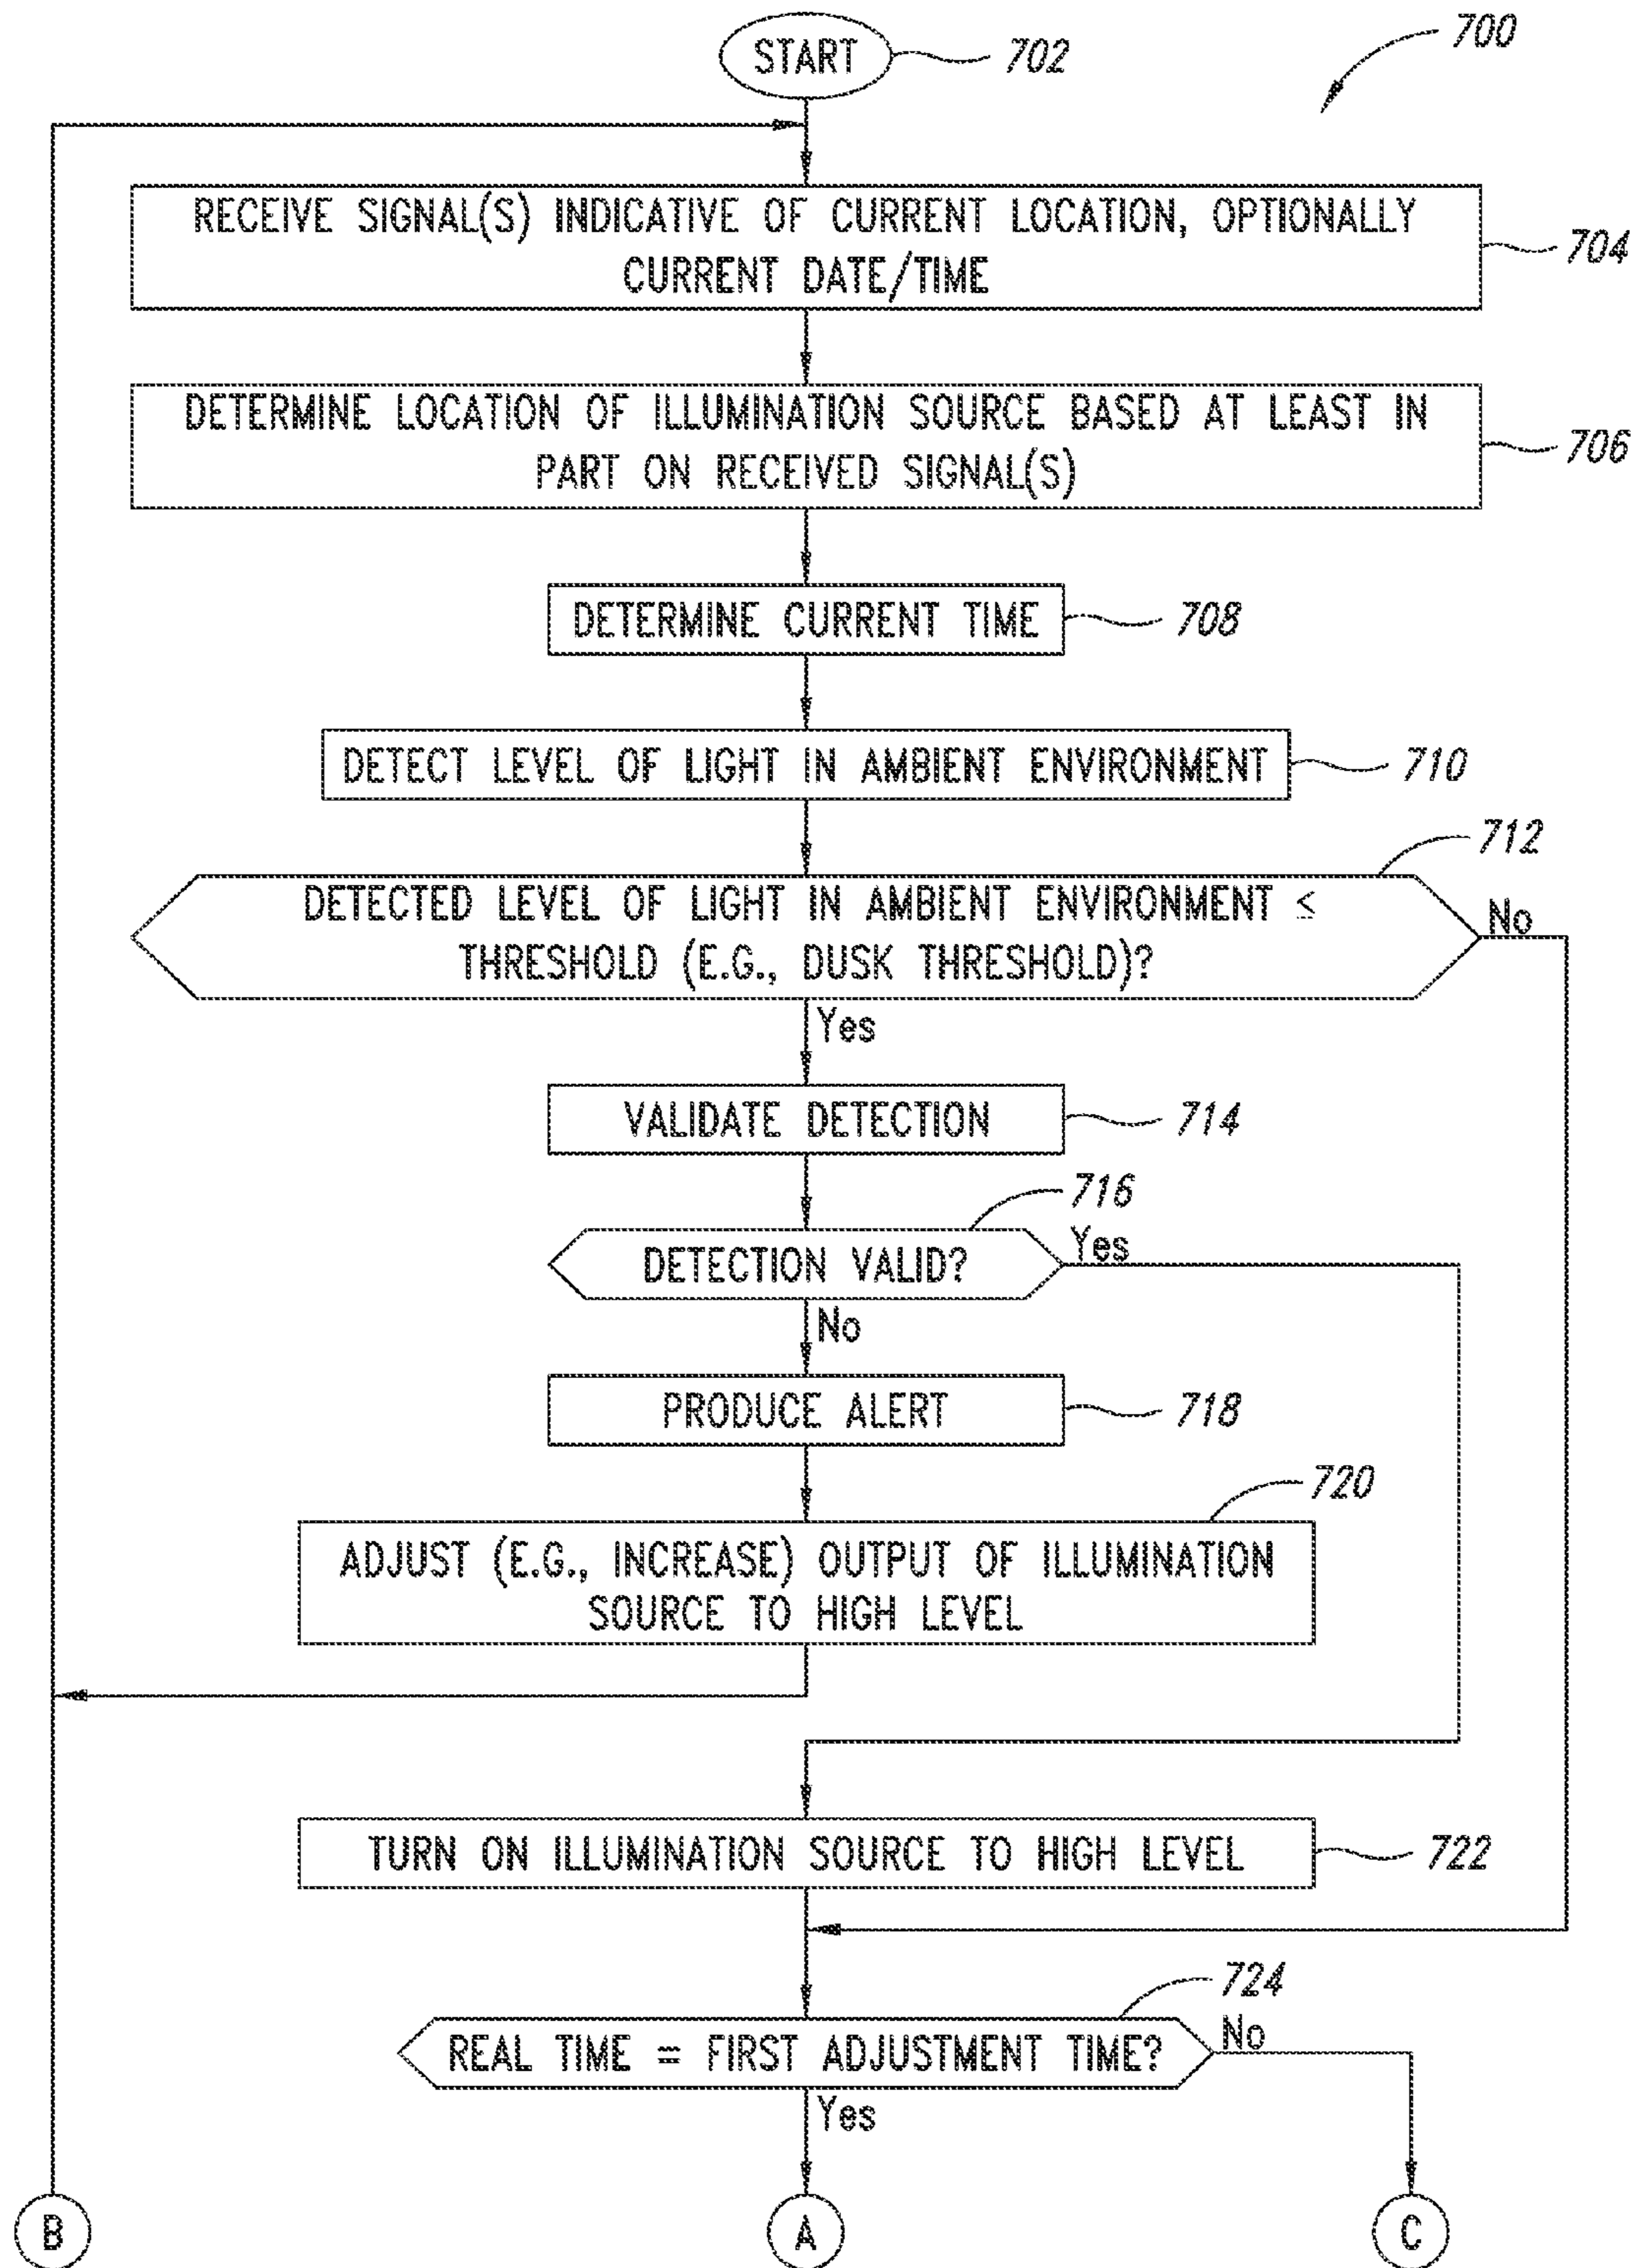 700
START
702
RECEIVE SIGNAL(S) INDICATIVE OF CURRENT LOCATION, OPTIONALLY
CURRENT DATE/TIME
704
DETERMINE LOCATION OF ILLUMINATION SOURCE BASED AT LEAST IN
PART ON RECEIVED SIGNAL(S)
706
DETERMINE CURRENT TIME
708
DETECT LEVEL OF LIGHT IN AMBIENT ENVIRONMENT
710
712
DETECTED LEVEL OF LIGHT IN AMBIENT ENVIRONMENT ≤
THRESHOLD (E.G., DUSK THRESHOLD)?
No
Yes
VALIDATE DETECTION
714
716
DETECTION VALID?
Yes
No
PRODUCE ALERT
718
720
ADJUST (E.G., INCREASE) OUTPUT OF ILLUMINATION
SOURCE TO HIGH LEVEL
TURN ON ILLUMINATION SOURCE TO HIGH LEVEL
722
724
REAL TIME = FIRST ADJUSTMENT TIME?
No
Yes
B
A
C